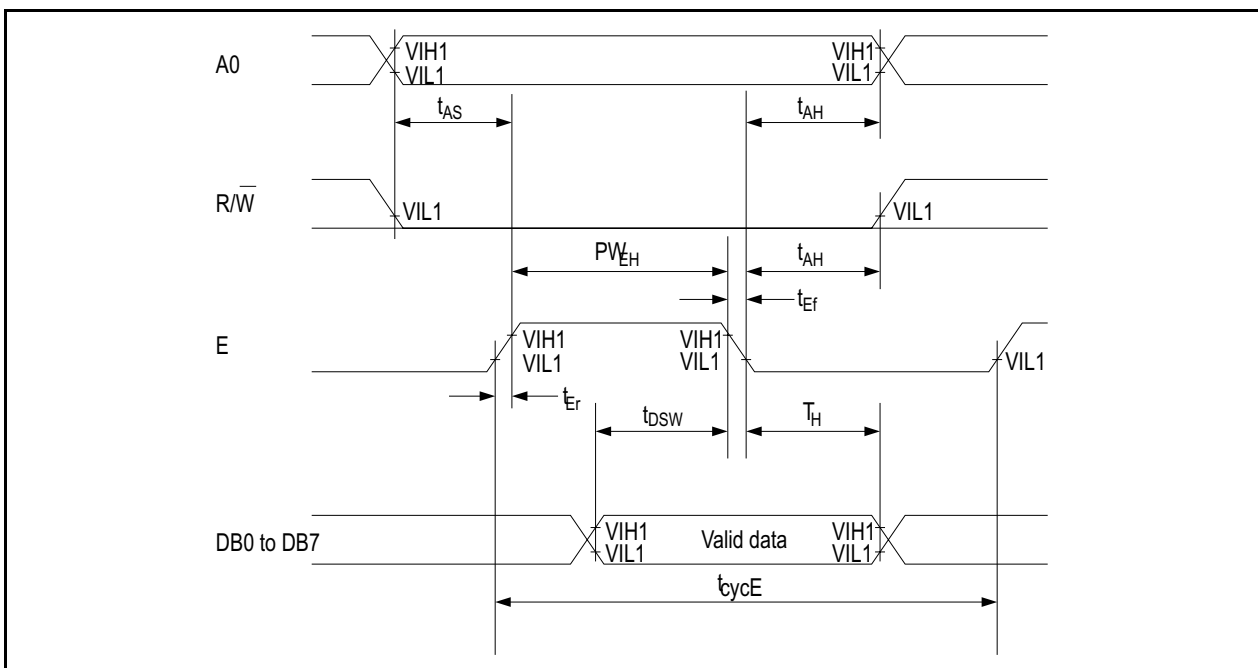 A0
VIH1
VIL1
VIH1
VIL1
tAS
tAH
R/W̅
VIL1
VIL1
PWEH
tAH
tEf
E
VIH1
VIL1
VIH1
VIL1
VIL1
tEr
tDSW
TH
DB0 to DB7
VIH1
VIL1
Valid data
VIH1
VIL1
tcycE